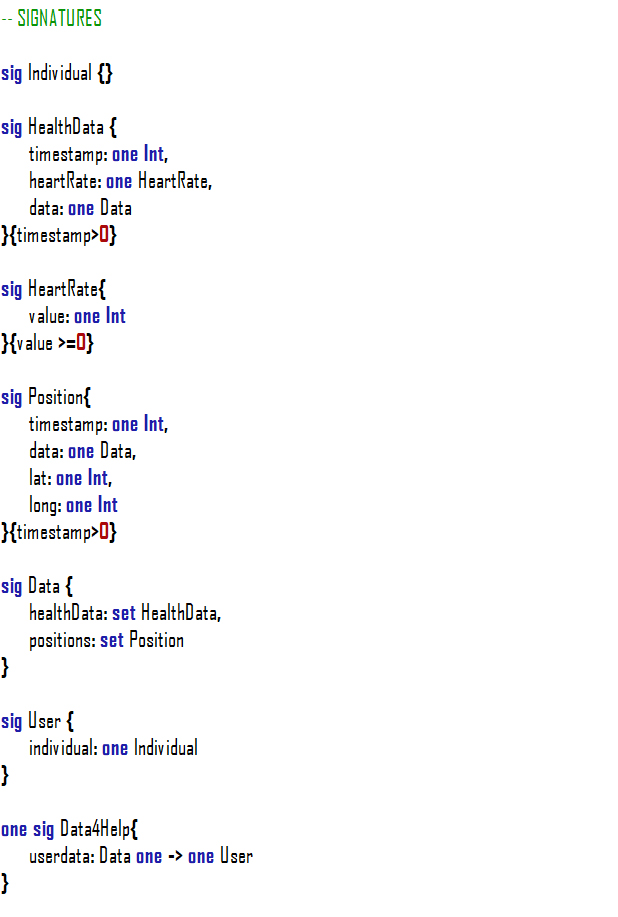 -- SIGNATURES
sig Individual {}
sig HealthData {
timestamp: one Int,
heartRate: one HeartRate,
data: one Data
}{timestamp>0}
sig HeartRate{
value: one Int
}{value >=0}
sig Position{
timestamp: one Int,
data: one Data,
lat: one Int,
long: one Int
}{timestamp>0}
sig Data {
healthData: set HealthData,
positions: set Position
}
sig User {
individual: one Individual
}
one sig Data4Help{
userdata: Data one -> one User
}